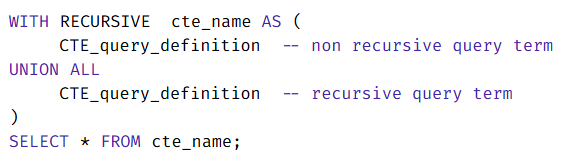 WITH RECURSIVE  cte_name AS (
     CTE_query_definition  -- non recursive query term
UNION ALL
     CTE_query_definition  -- recursive query term
)
SELECT * FROM cte_name;